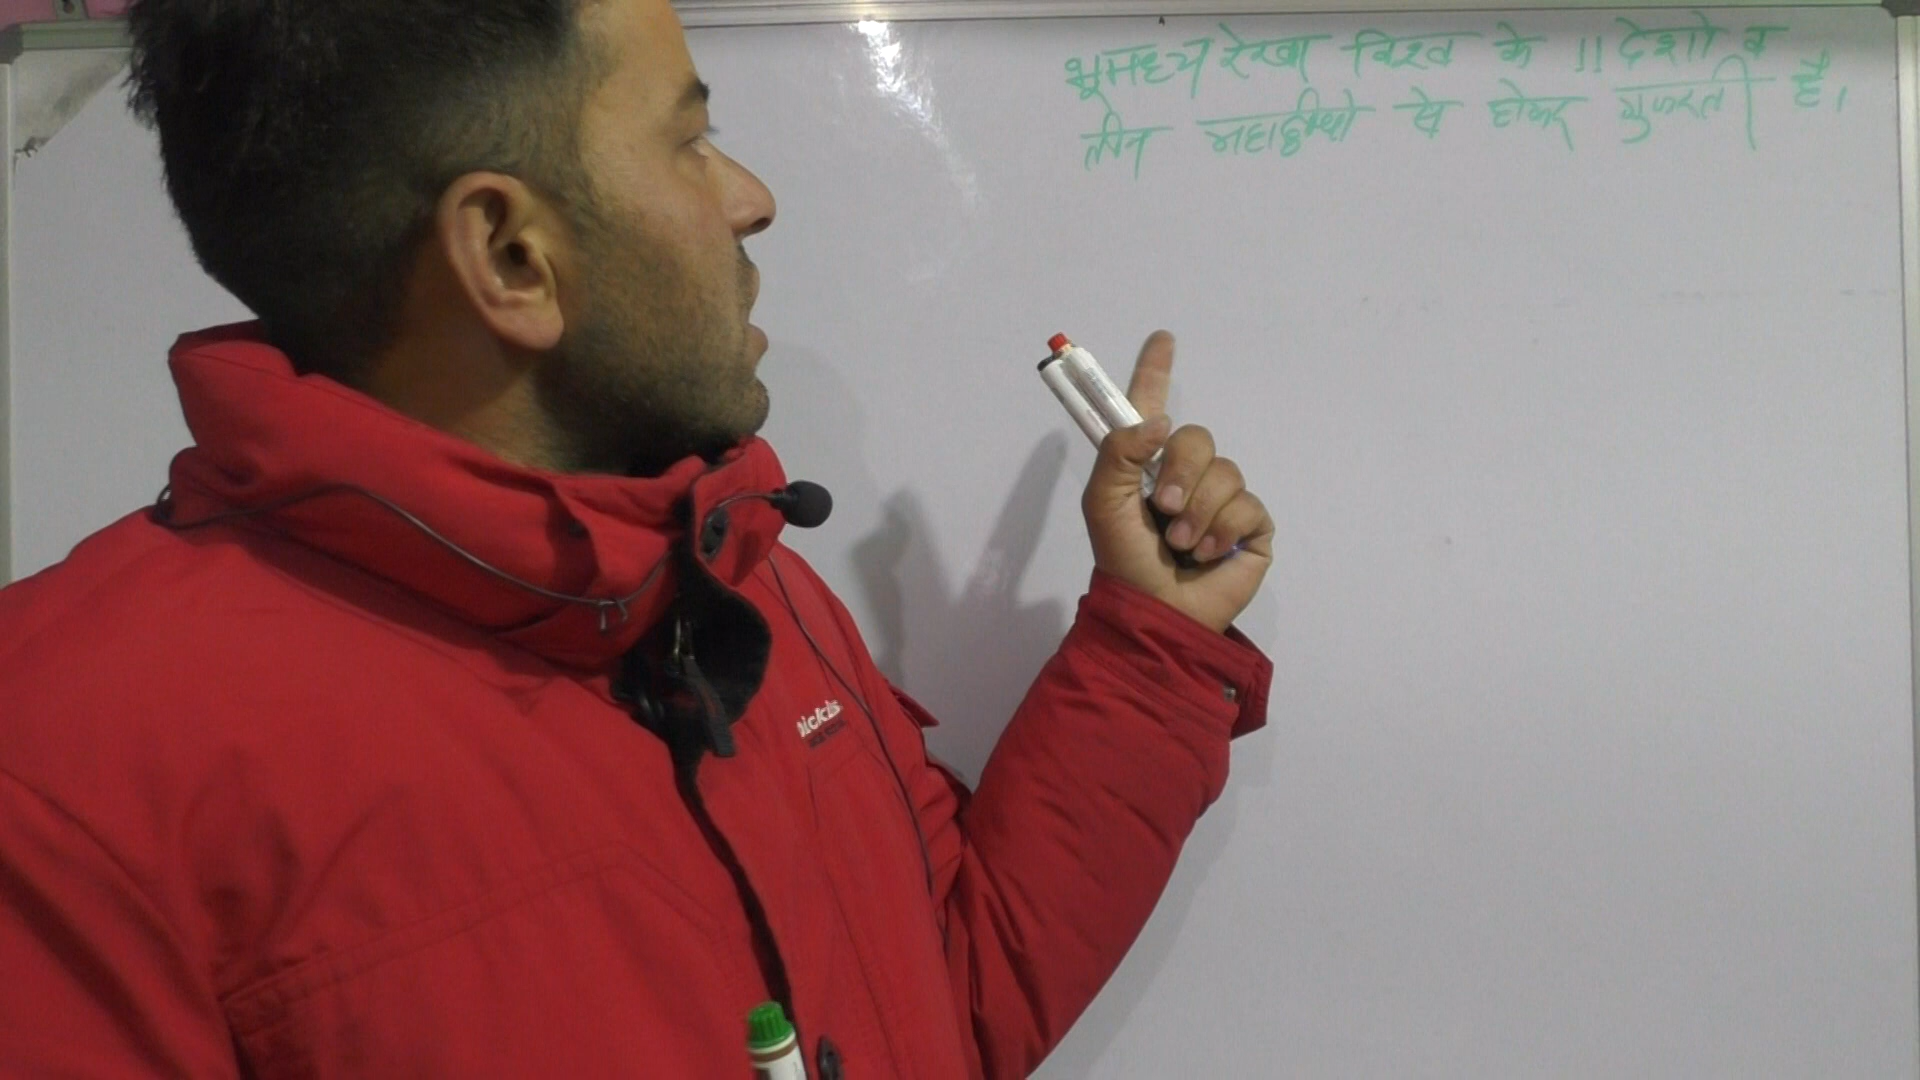 भूमध्य रेखा विश्व के 11 देशो व
तीन महाद्वीपो से होकर गुजरती है।